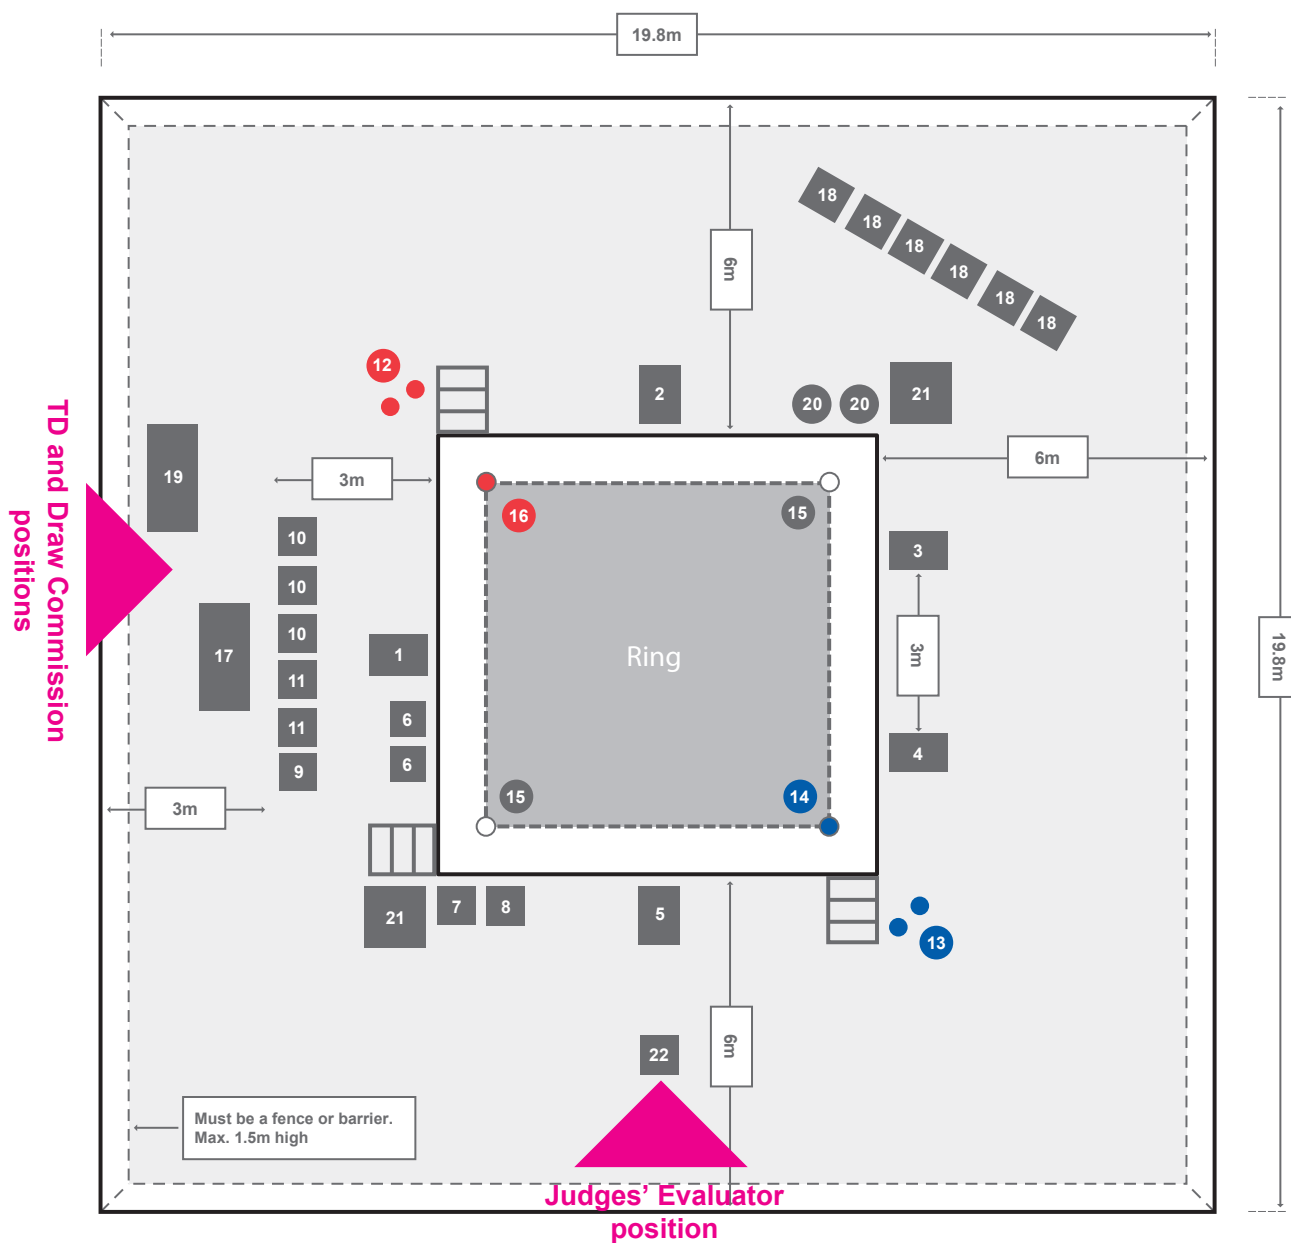 19.8m
18
18
18
18
18
18
6m
12
2
20
20
21
TD and Draw Commission
positions
19
3m
6m
16
15
10
3
10
17
10
1
Ring
3m
19.8m
11
6
11
4
9
6
3m
15
14
21
7
8
5
13
22
6m
Must be a fence or barrier.
Max. 1.5m high
Judges’ Evaluator
position